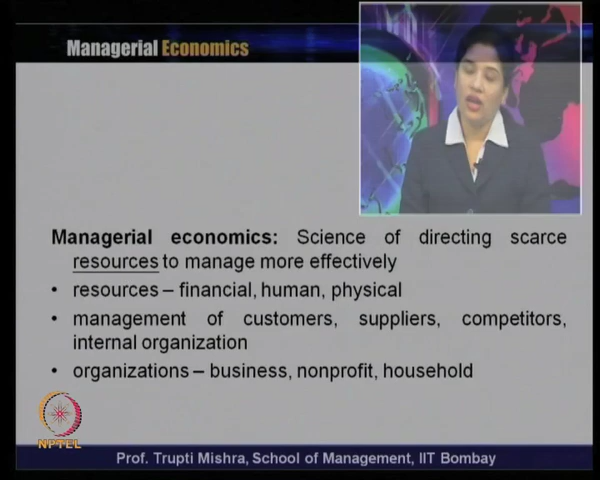 Managerial Economics
Managerial economics: Science of directing scarce
resources to manage more effectively
• resources – financial, human, physical
• management of customers, suppliers, competitors,
internal organization
• organizations – business, nonprofit, household
NPTEL
Prof. Trupti Mishra, School of Management, IIT Bombay